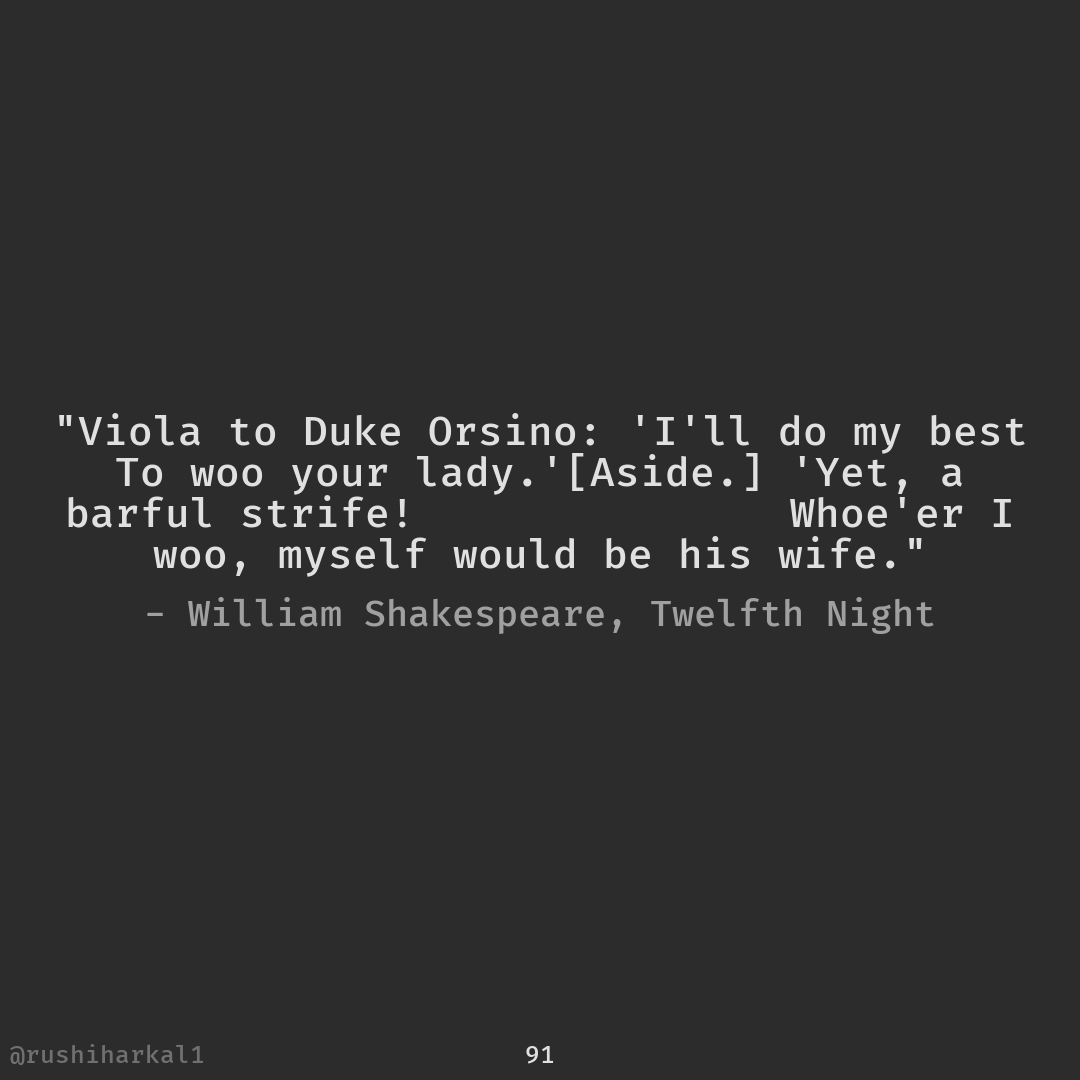 "Viola to Duke Orsino: 'I'll do my best
To woo your lady.'[Aside.] 'Yet, a
barful strife!               Whoe'er I
woo, myself would be his wife."
– William Shakespeare, Twelfth Night
@rushiharkal1
91